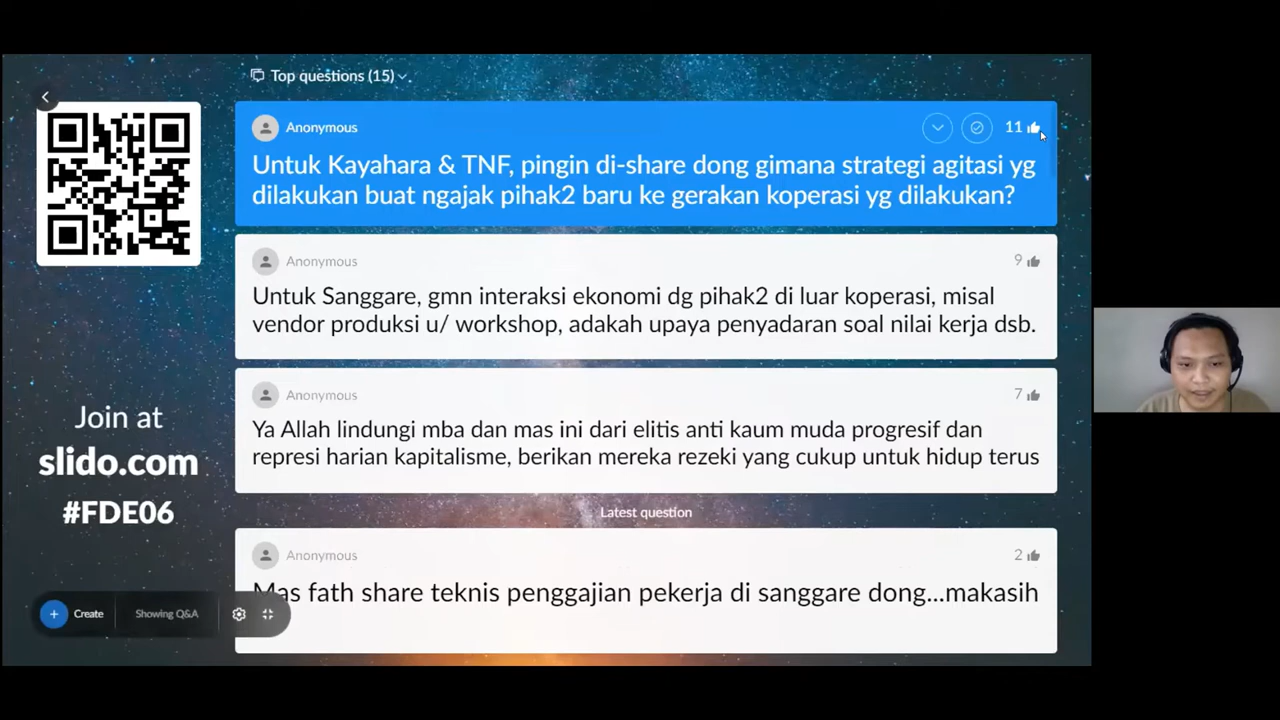 Top questions (15)
Anonymous
11
Untuk Kayahara & TNF, pingin di-share dong gimana strategi agitasi yg
dilakukan buat ngajak pihak2 baru ke gerakan koperasi yg dilakukan?
Anonymous
9
Untuk Sanggare, gmn interaksi ekonomi dg pihak2 di luar koperasi, misal
vendor produksi u/ workshop, adakah upaya penyadaran soal nilai kerja dsb.
Anonymous
7
Ya Allah lindungi mba dan mas ini dari elitis anti kaum muda progresif dan
represi harian kapitalisme, berikan mereka rezeki yang cukup untuk hidup terus
Latest question
Anonymous
2
Mas fath share teknis penggajian pekerja di sanggare dong...makasih
Join at
slido.com
#FDE06
Create
Showing Q&A